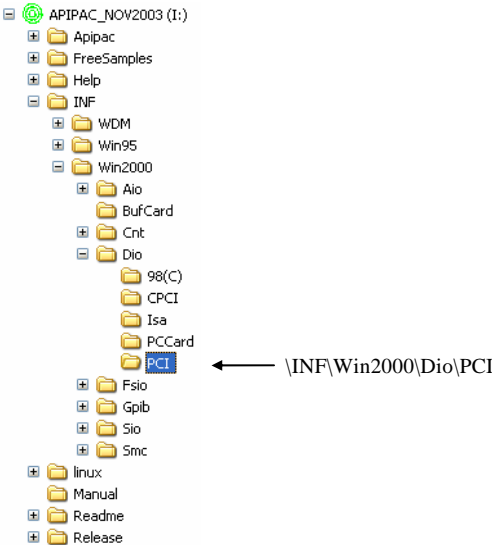 APIPAC_NOV2003 (I:)
Apipac
FreeSamples
Help
INF
WDM
Win95
Win2000
Aio
BufCard
Cnt
Dio
98(C)
CPCI
Isa
PCCard
PCI
\INF\Win2000\Dio\PCI
Fsio
Gpib
Sio
Smc
linux
Manual
Readme
Release